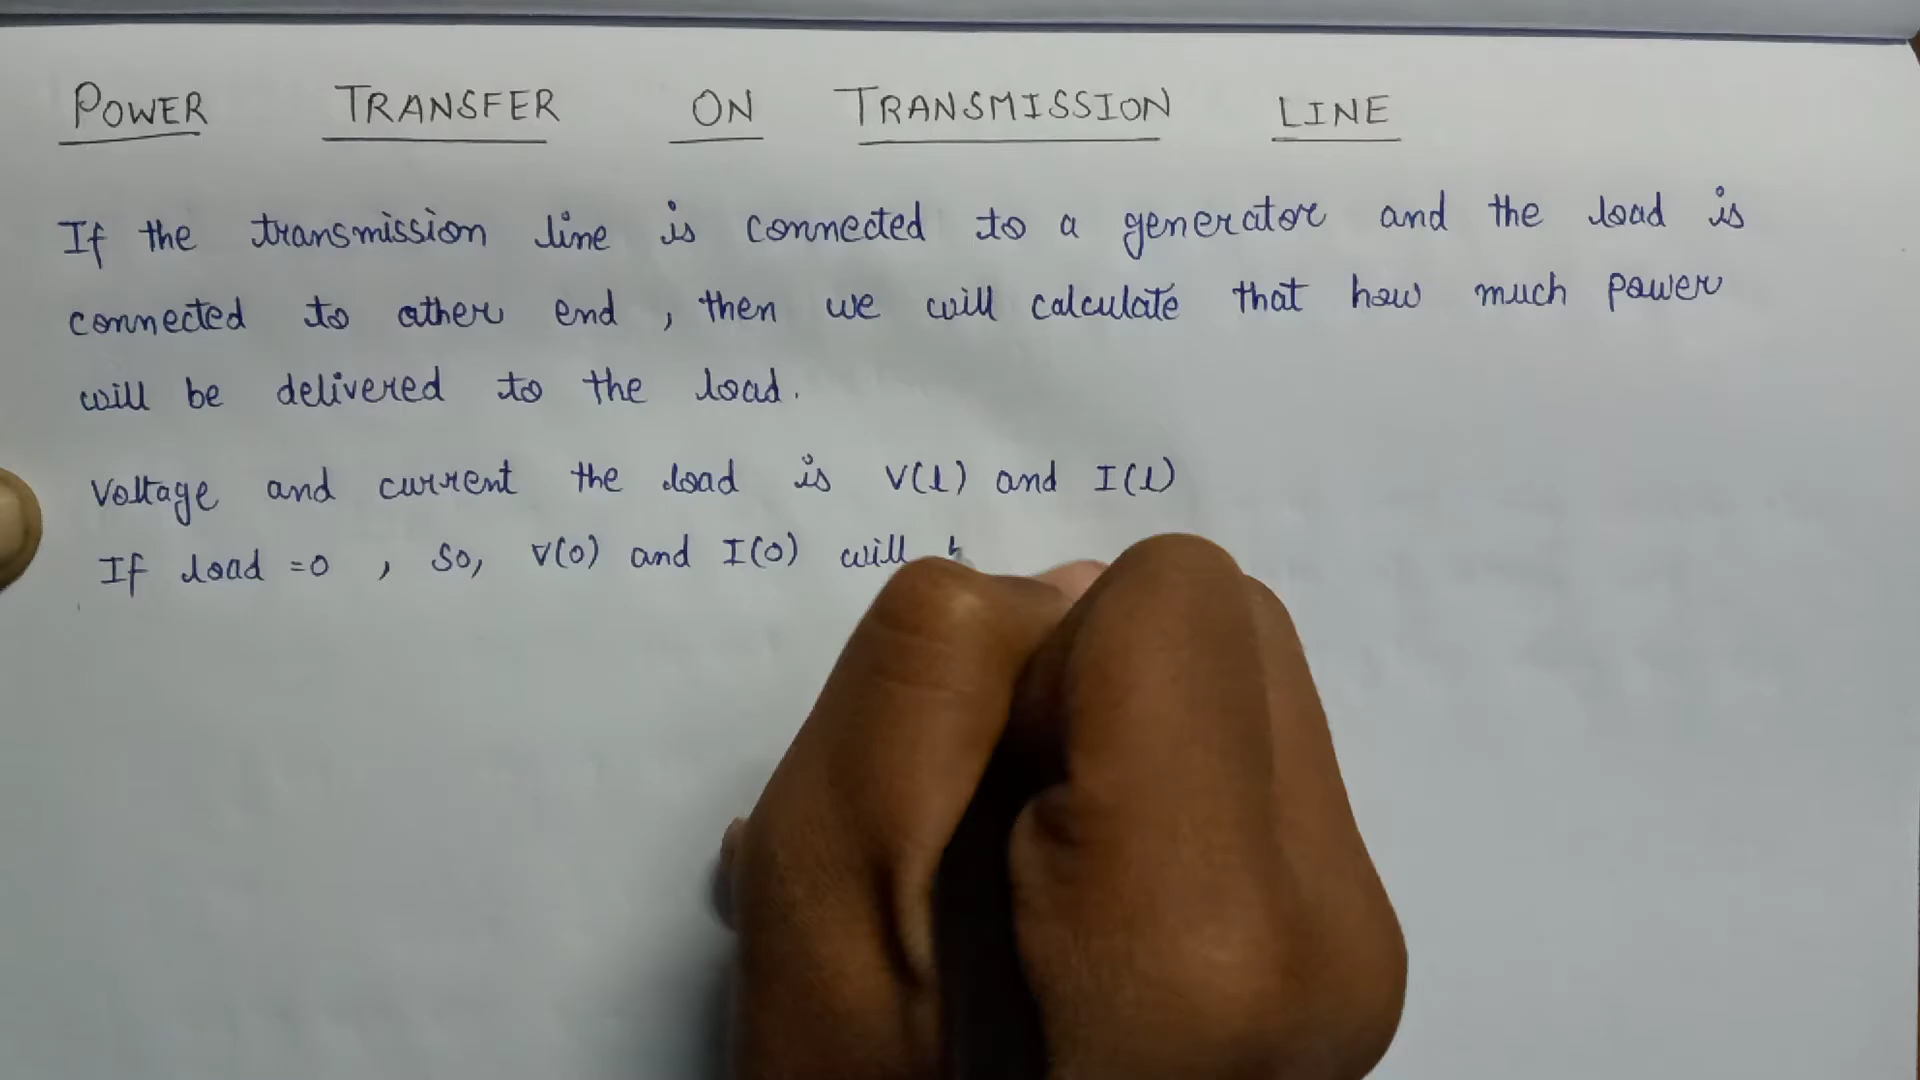 POWER TRANSFER ON TRANSMISSION LINE
If the transmission line is connected to a generator and the load is
connected to other end , then we will calculate that how much power
will be delivered to the load.
Voltage and current the load is V(l) and I(l)
If load =0 , so, V(0) and I(0) will